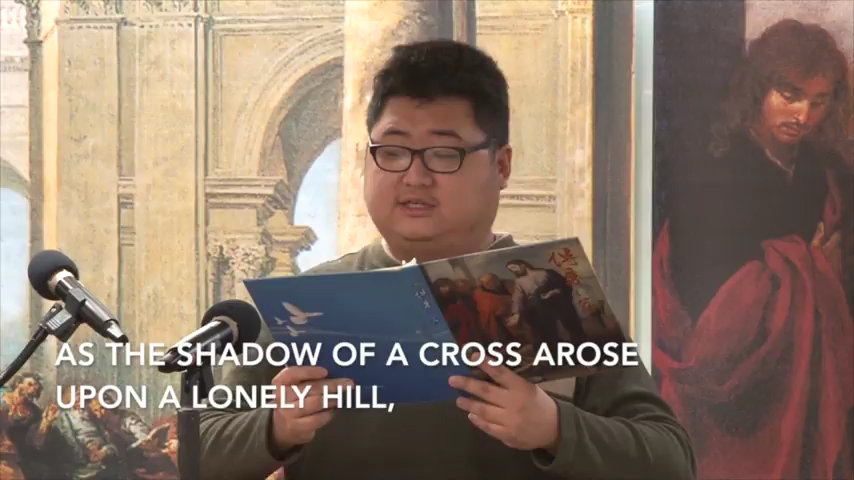 AS THE SHADOW OF A CROSS AROSE
UPON A LONELY HILL,